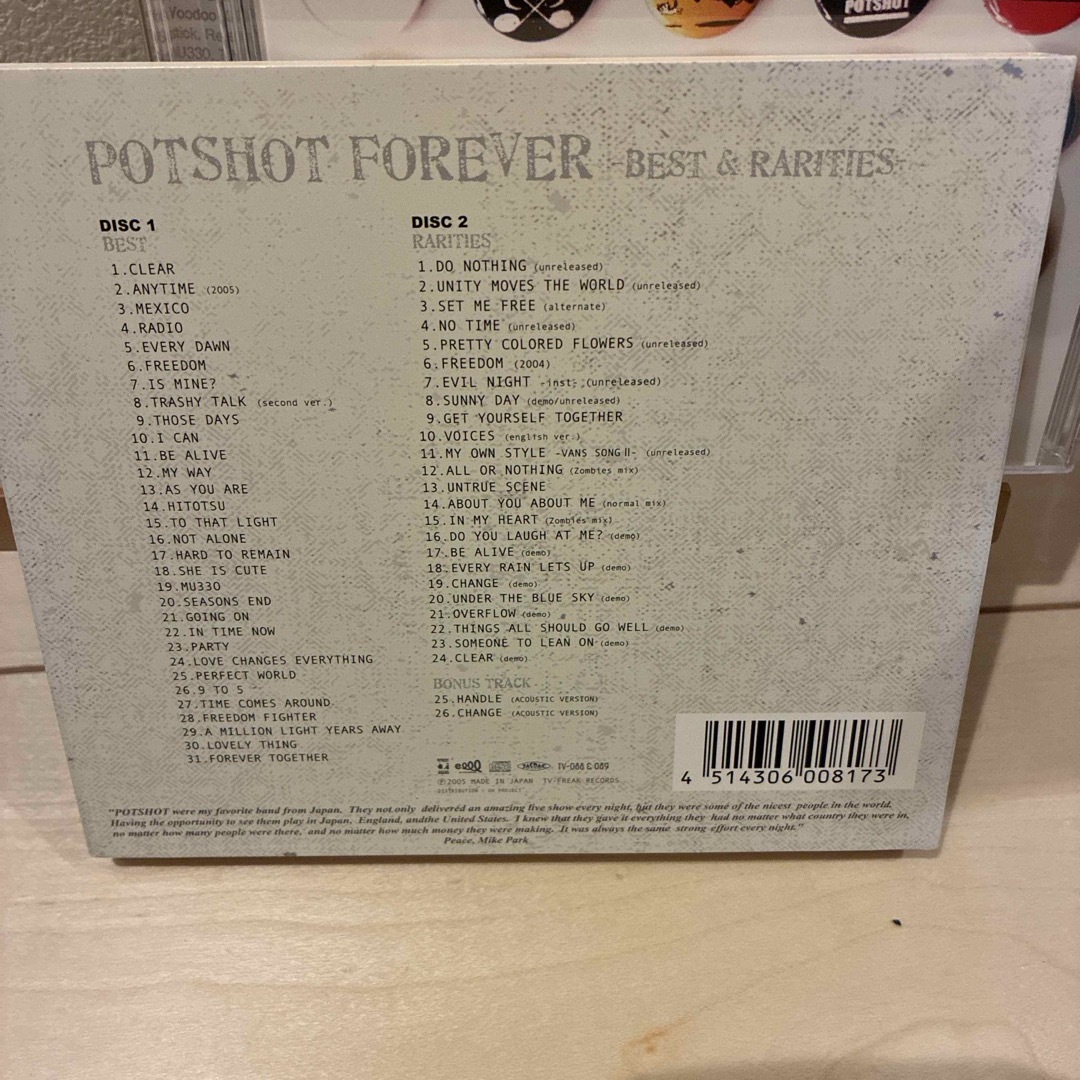 Yoodoo
stick, Re
MU330
POTSHOT
POTSHOT FOREVER -BEST & RARITIES-
DISC 1
BEST
1.CLEAR
2.ANYTIME (2005)
3.MEXICO
4.RADIO
5.EVERY DAWN
6.FREEDOM
7.IS MINE?
8.TRASHY TALK (second ver.)
9.THOSE DAYS
10.I CAN
11.BE ALIVE
12.MY WAY
13.AS YOU ARE
14.HITOTSU
15.TO THAT LIGHT
16.NOT ALONE
17.HARD TO REMAIN
18.SHE IS CUTE
19.MU330
20.SEASONS END
21.GOING ON
22.IN TIME NOW
23.PARTY
24.LOVE CHANGES EVERYTHING
25.PERFECT WORLD
26.9 TO 5
27.TIME COMES AROUND
28.FREEDOM FIGHTER
29.A MILLION LIGHT YEARS AWAY
30.LOVELY THING
31.FOREVER TOGETHER
DISC 2
RARITIES
1.DO NOTHING (unreleased)
2.UNITY MOVES THE WORLD (unreleased)
3.SET ME FREE (alternate)
4.NO TIME (unreleased)
5.PRETTY COLORED FLOWERS (unreleased)
6.FREEDOM (2004)
7.EVIL NIGHT -inst- (unreleased)
8.SUNNY DAY (demo/unreleased)
9.GET YOURSELF TOGETHER
10.VOICES (english ver.)
11.MY OWN STYLE -VANS SONG II- (unreleased)
12.ALL OR NOTHING (Zombies mix)
13.UNTRUE SCENE
14.ABOUT YOU ABOUT ME (normal mix)
15.IN MY HEART (Zombies mix)
16.DO YOU LAUGH AT ME? (demo)
17.BE ALIVE (demo)
18.EVERY RAIN LETS UP (demo)
19.CHANGE (demo)
20.UNDER THE BLUE SKY (demo)
21.OVERFLOW (demo)
22.THINGS ALL SHOULD GO WELL (demo)
23.SOMEONE TO LEAN ON (demo)
24.CLEAR (demo)
BONUS TRACK
25.HANDLE (ACOUSTIC VERSION)
26.CHANGE (ACOUSTIC VERSION)
TV-088 & 089
℗2005 MADE IN JAPAN TV-FREAK RECORDS
4 514306 008173
"POTSHOT were my favorite band from Japan. They not only delivered an amazing live show every night, but they were some of the nicest people in the world.
Having the opportunity to see them play in Japan, England, andthe United States. I knew that they gave it everything they had no matter what country they were in,
no matter how many people were there, and no matter how much money they were making. It was always the same strong effort every night."
Peace, Mike Park